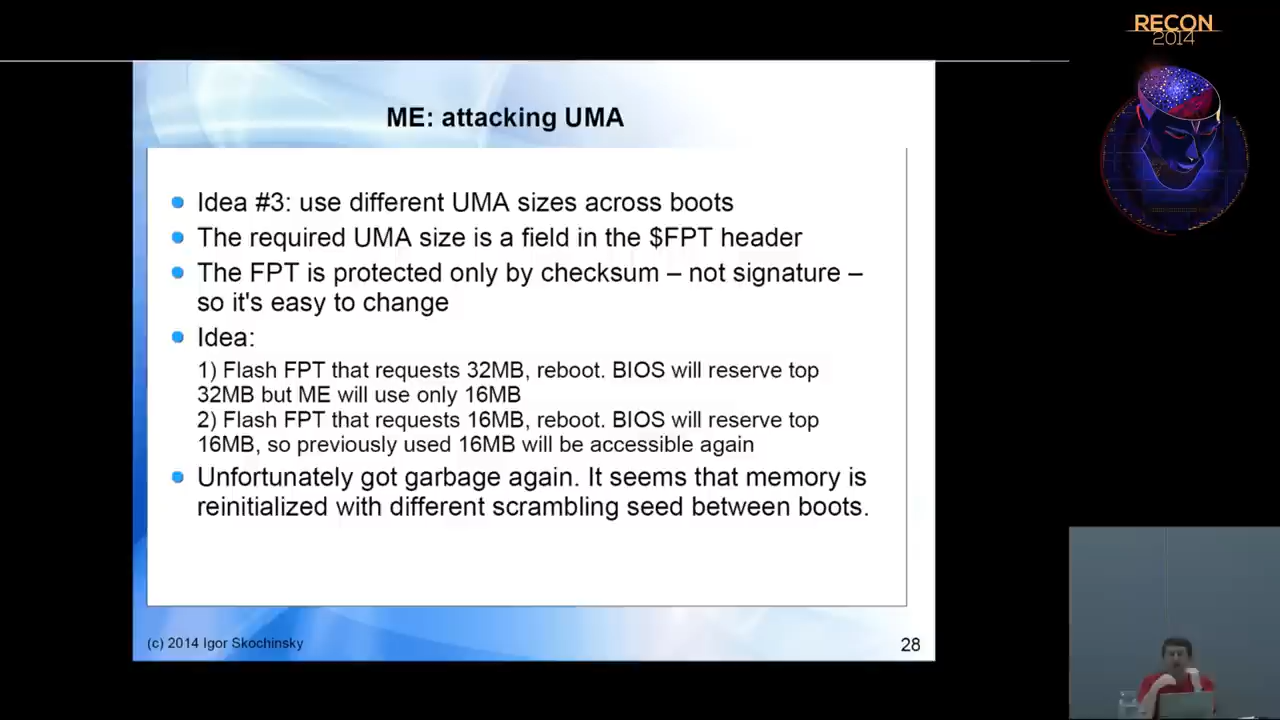 RECON
2014
ME: attacking UMA
Idea #3: use different UMA sizes across boots
The required UMA size is a field in the $FPT header
The FPT is protected only by checksum – not signature –
so it's easy to change
Idea:
1) Flash FPT that requests 32MB, reboot. BIOS will reserve top
32MB but ME will use only 16MB
2) Flash FPT that requests 16MB, reboot. BIOS will reserve top
16MB, so previously used 16MB will be accessible again
Unfortunately got garbage again. It seems that memory is
reinitialized with different scrambling seed between boots.
(c) 2014 Igor Skochinsky
28